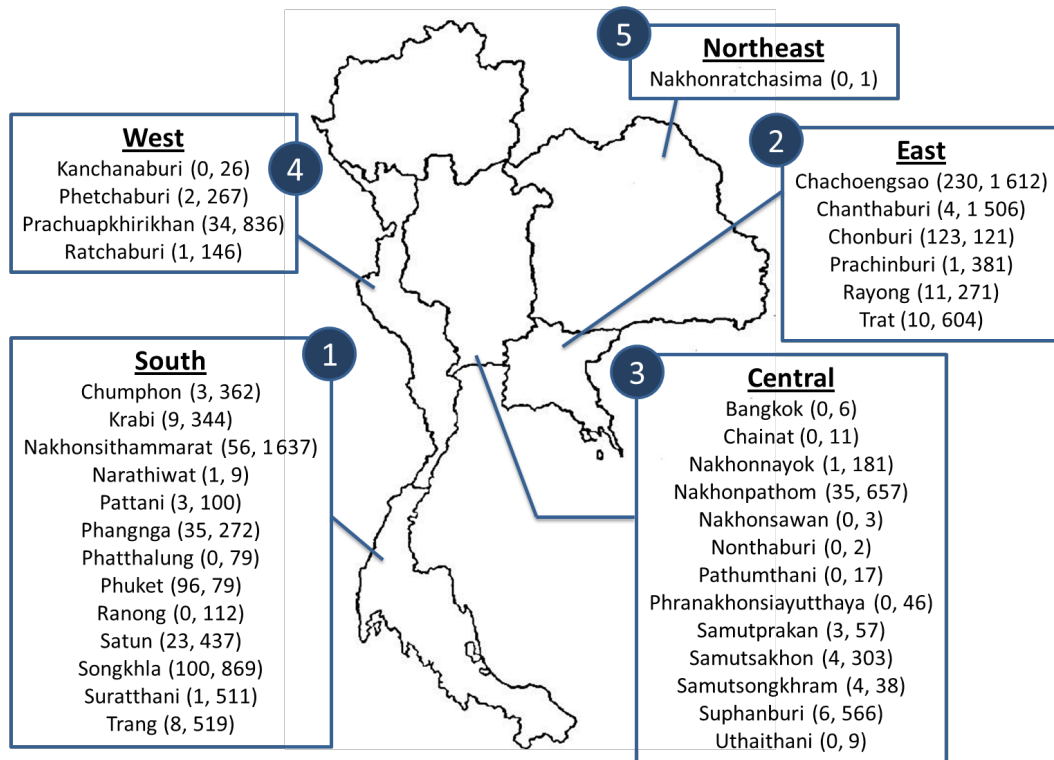 5
Northeast
Nakhonratchasima (0, 1)
West
4
Kanchanaburi (0, 26)
Phetchaburi (2, 267)
Prachuapkhirikhan (34, 836)
Ratchaburi (1, 146)
2
East
Chachoengsao (230, 1 612)
Chanthaburi (4, 1 506)
Chonburi (123, 121)
Prachinburi (1, 381)
Rayong (11, 271)
Trat (10, 604)
1
South
Chumphon (3, 362)
Krabi (9, 344)
Nakhonsithammarat (56, 1 637)
Narathiwat (1, 9)
Pattani (3, 100)
Phangnga (35, 272)
Phatthalung (0, 79)
Phuket (96, 79)
Ranong (0, 112)
Satun (23, 437)
Songkhla (100, 869)
Suratthani (1, 511)
Trang (8, 519)
3
Central
Bangkok (0, 6)
Chainat (0, 11)
Nakhonnayok (1, 181)
Nakhonpathom (35, 657)
Nakhonsawan (0, 3)
Nonthaburi (0, 2)
Pathumthani (0, 17)
Phranakhonsiayutthaya (0, 46)
Samutprakan (3, 57)
Samutsakhon (4, 303)
Samutsongkhram (4, 38)
Suphanburi (6, 566)
Uthaithani (0, 9)